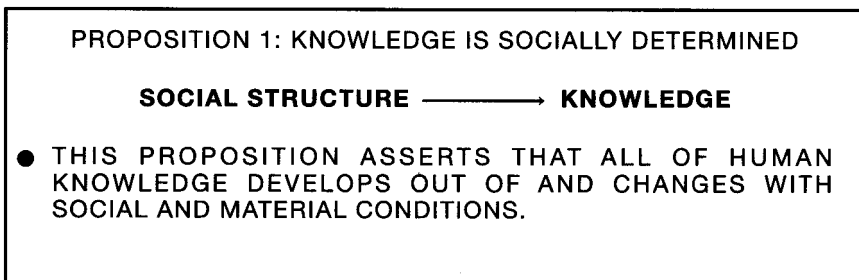 PROPOSITION 1: KNOWLEDGE IS SOCIALLY DETERMINED
SOCIAL STRUCTURE ⟶ KNOWLEDGE
● THIS PROPOSITION ASSERTS THAT ALL OF HUMAN
KNOWLEDGE DEVELOPS OUT OF AND CHANGES WITH
SOCIAL AND MATERIAL CONDITIONS.